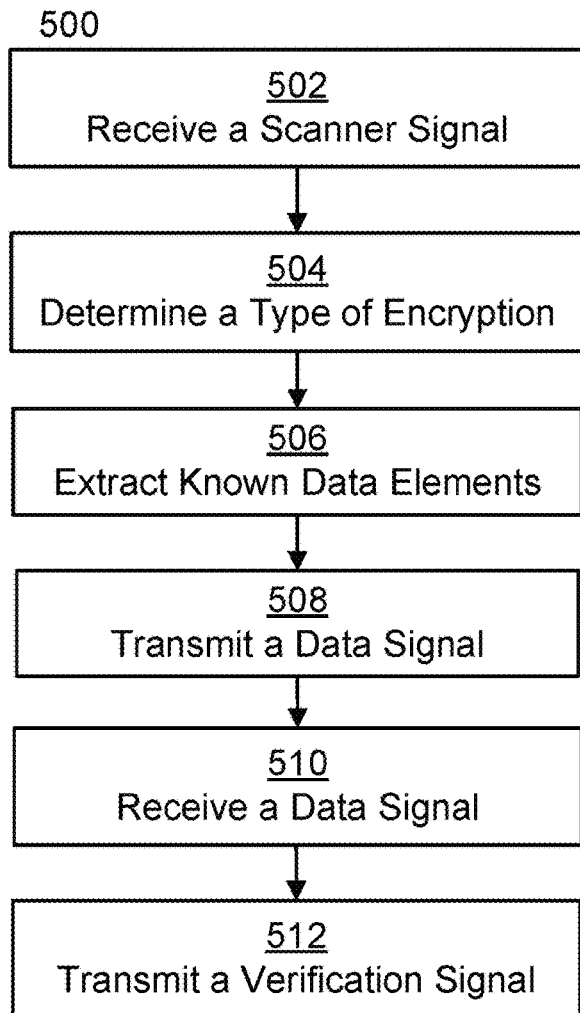 500
502
Receive a Scanner Signal
504
Determine a Type of Encryption
506
Extract Known Data Elements
508
Transmit a Data Signal
510
Receive a Data Signal
512
Transmit a Verification Signal